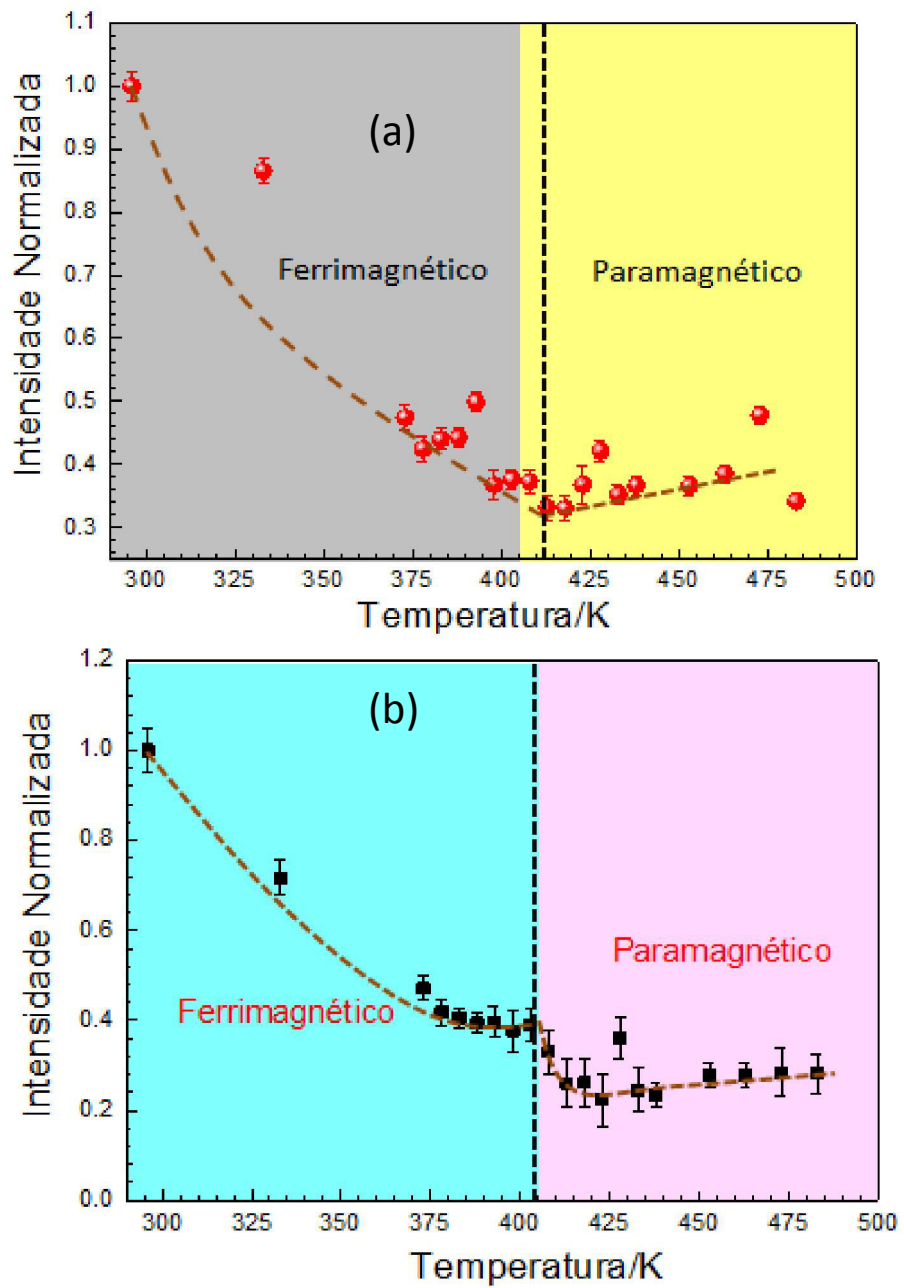 1.1
1.0
0.9
0.8
0.7
0.6
0.5
0.4
0.3
Intensidade Normalizada
(a)
Ferrimagnético
Paramagnético
300 325 350 375 400 425 450 475 500
Temperatura/K
1.2
1.0
0.8
0.6
0.4
0.2
0.0
Intensidade Normalizada
(b)
Ferrimagnético
Paramagnético
300 325 350 375 400 425 450 475 500
Temperatura/K